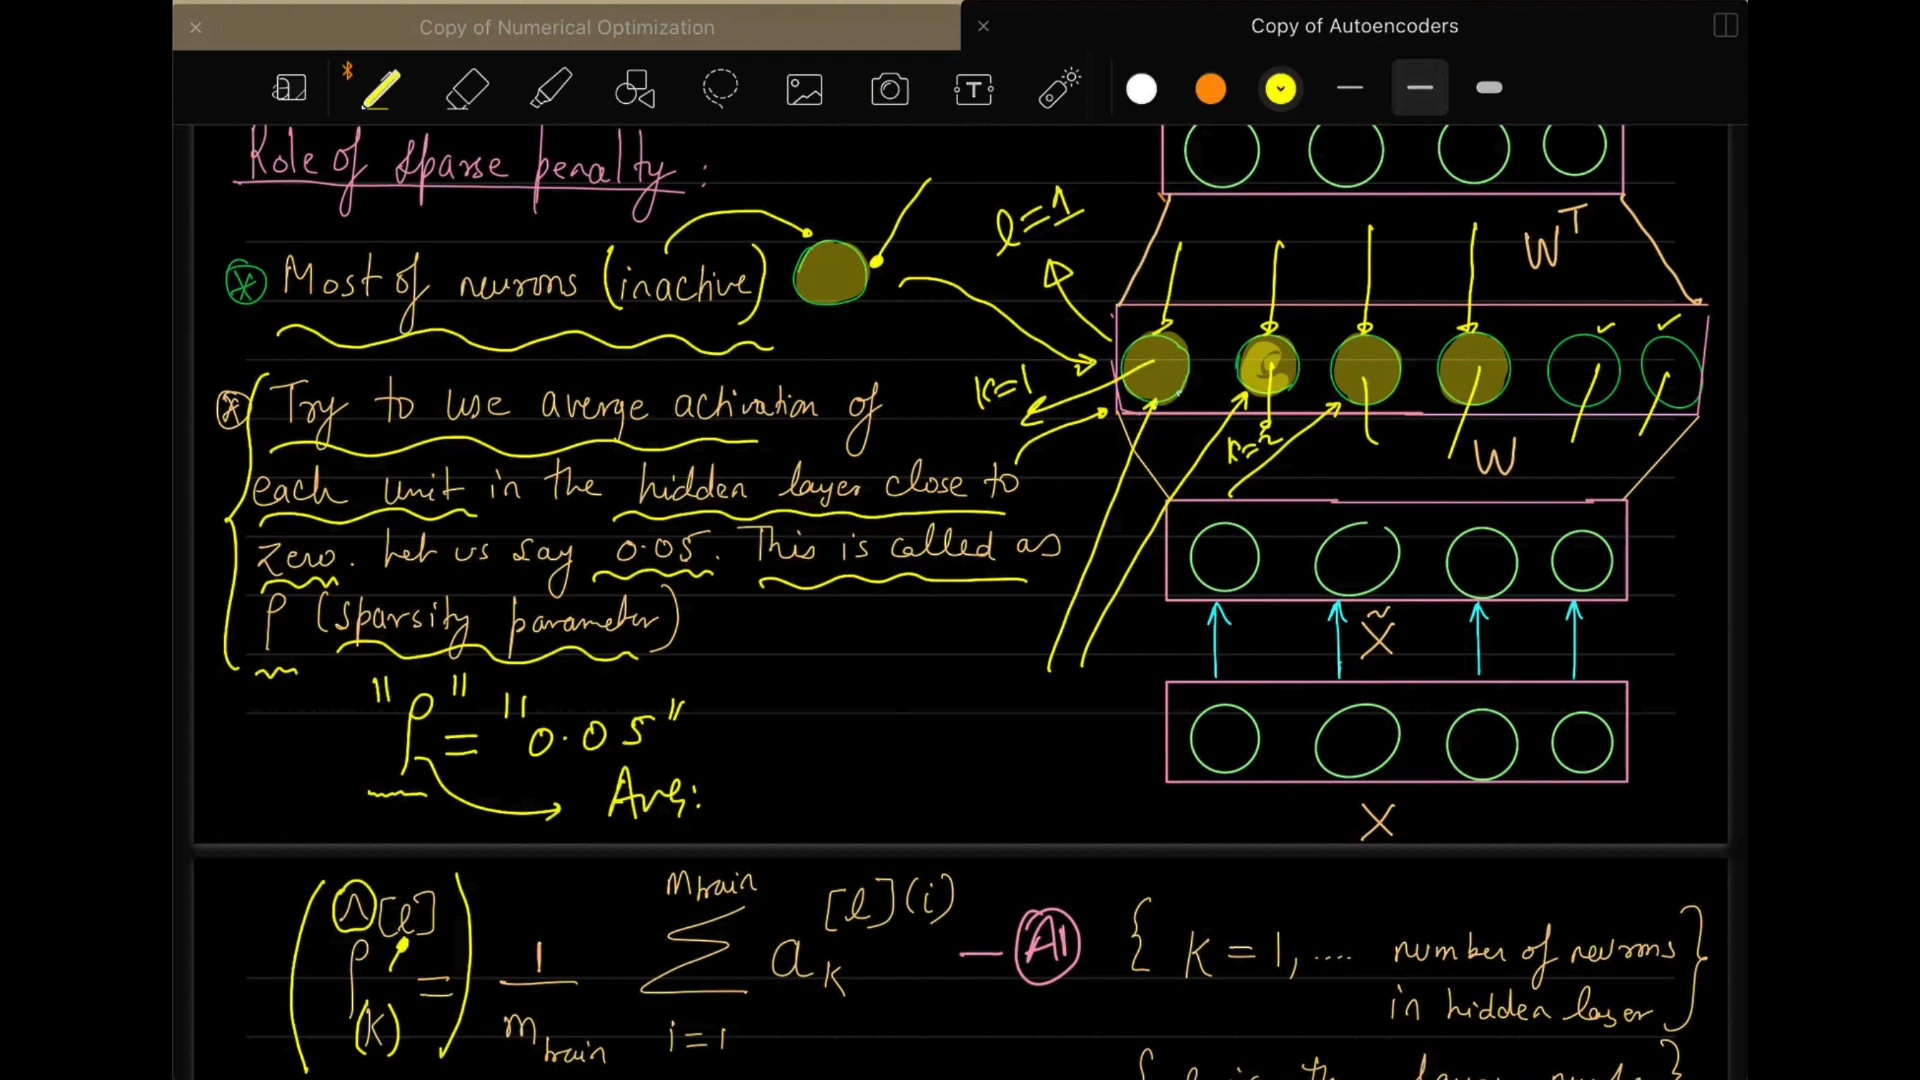 Copy of Numerical Optimization
Copy of Autoencoders
Role of sparse penalty :
Most of neurons (inactive)
Try to use averge activation of
each unit in the hidden layer close to
zero. Let us say 0.05. This is called as
ρ (sparsity parameter)
"ρ" = "0.05"
Avg:
l=1
K=1
K=2
W^T
W
X̃
X
ρ̂^[l]_(K) = 1/m_train Σ_{i=1}^{m_train} a_K^[l](i) — A1
{ K = 1, .... number of neurons
in hidden layer }